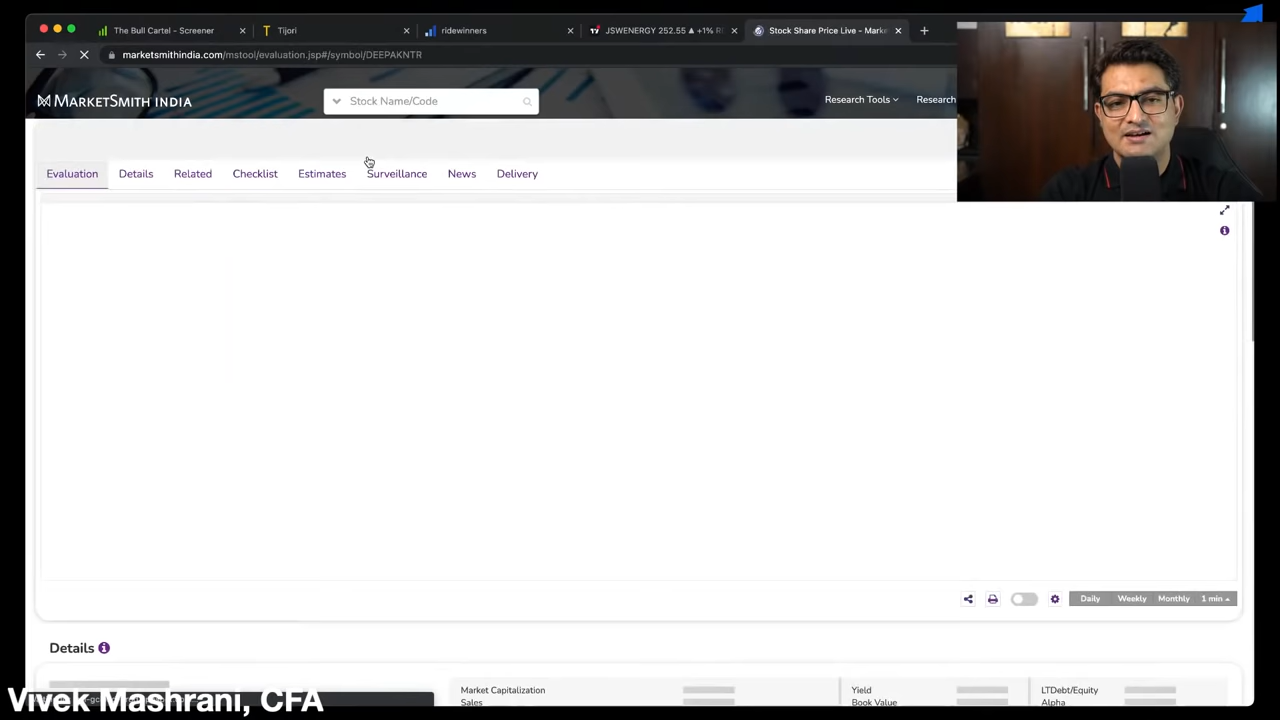 The Bull Cartel - Screener
Tijori
ridewinners
JSWENERGY 252.55 ▲ +1% R
Stock Share Price Live - Mark
marketsmithindia.com/mstool/evaluation.jsp#/symbol/DEEPAKNTR
MARKETSMITH INDIA
Stock Name/Code
Research Tools
Research
Evaluation
Details
Related
Checklist
Estimates
Surveillance
News
Delivery
Daily
Weekly
Monthly
1 min
Details
Market Capitalization
Yield
LTDebt/Equity
Sales
Book Value
Alpha
Vivek Mashrani, CFA